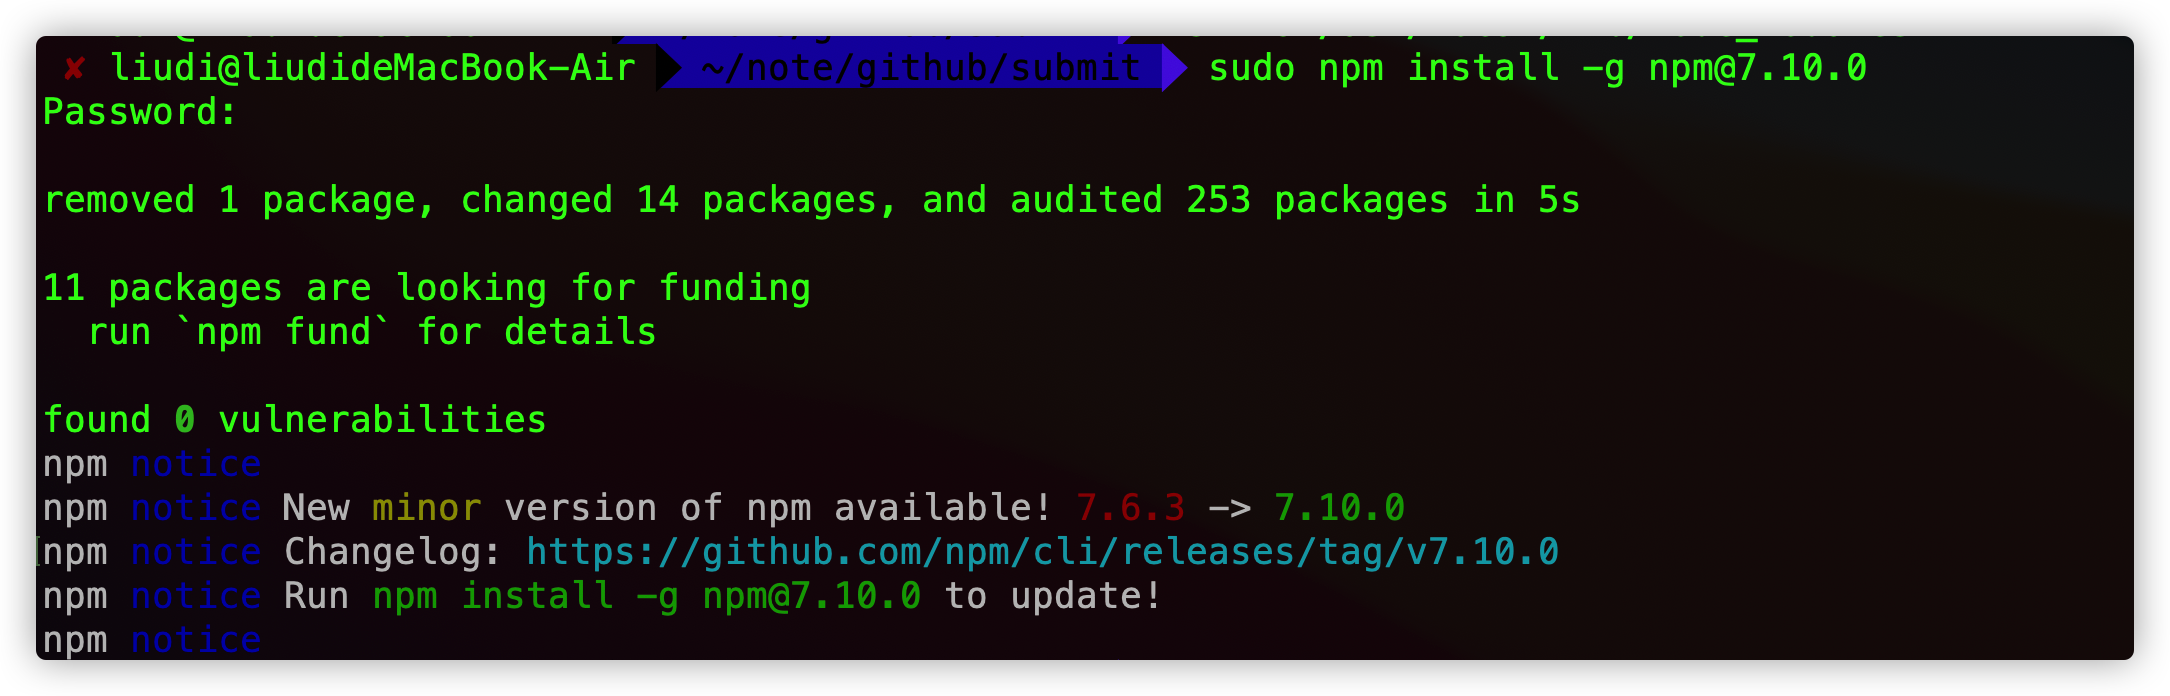 ✘ liudi@liudideMacBook-Air ~/note/github/submit sudo npm install -g npm@7.10.0
Password:
removed 1 package, changed 14 packages, and audited 253 packages in 5s
11 packages are looking for funding
  run `npm fund` for details
found 0 vulnerabilities
npm notice
npm notice New minor version of npm available! 7.6.3 -> 7.10.0
npm notice Changelog: https://github.com/npm/cli/releases/tag/v7.10.0
npm notice Run npm install -g npm@7.10.0 to update!
npm notice